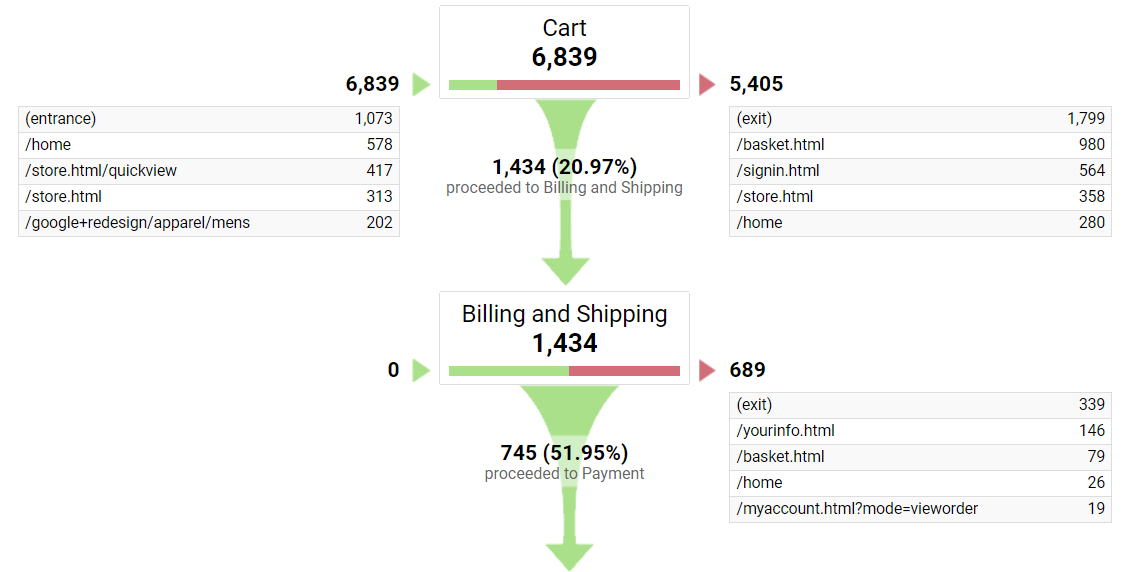 Cart
6,839
6,839
5,405
(entrance) 1,073
/home 578
/store.html/quickview 417
/store.html 313
/google+redesign/apparel/mens 202
1,434 (20.97%)
proceeded to Billing and Shipping
(exit) 1,799
/basket.html 980
/signin.html 564
/store.html 358
/home 280
Billing and Shipping
1,434
0
689
745 (51.95%)
proceeded to Payment
(exit) 339
/yourinfo.html 146
/basket.html 79
/home 26
/myaccount.html?mode=vieworder 19